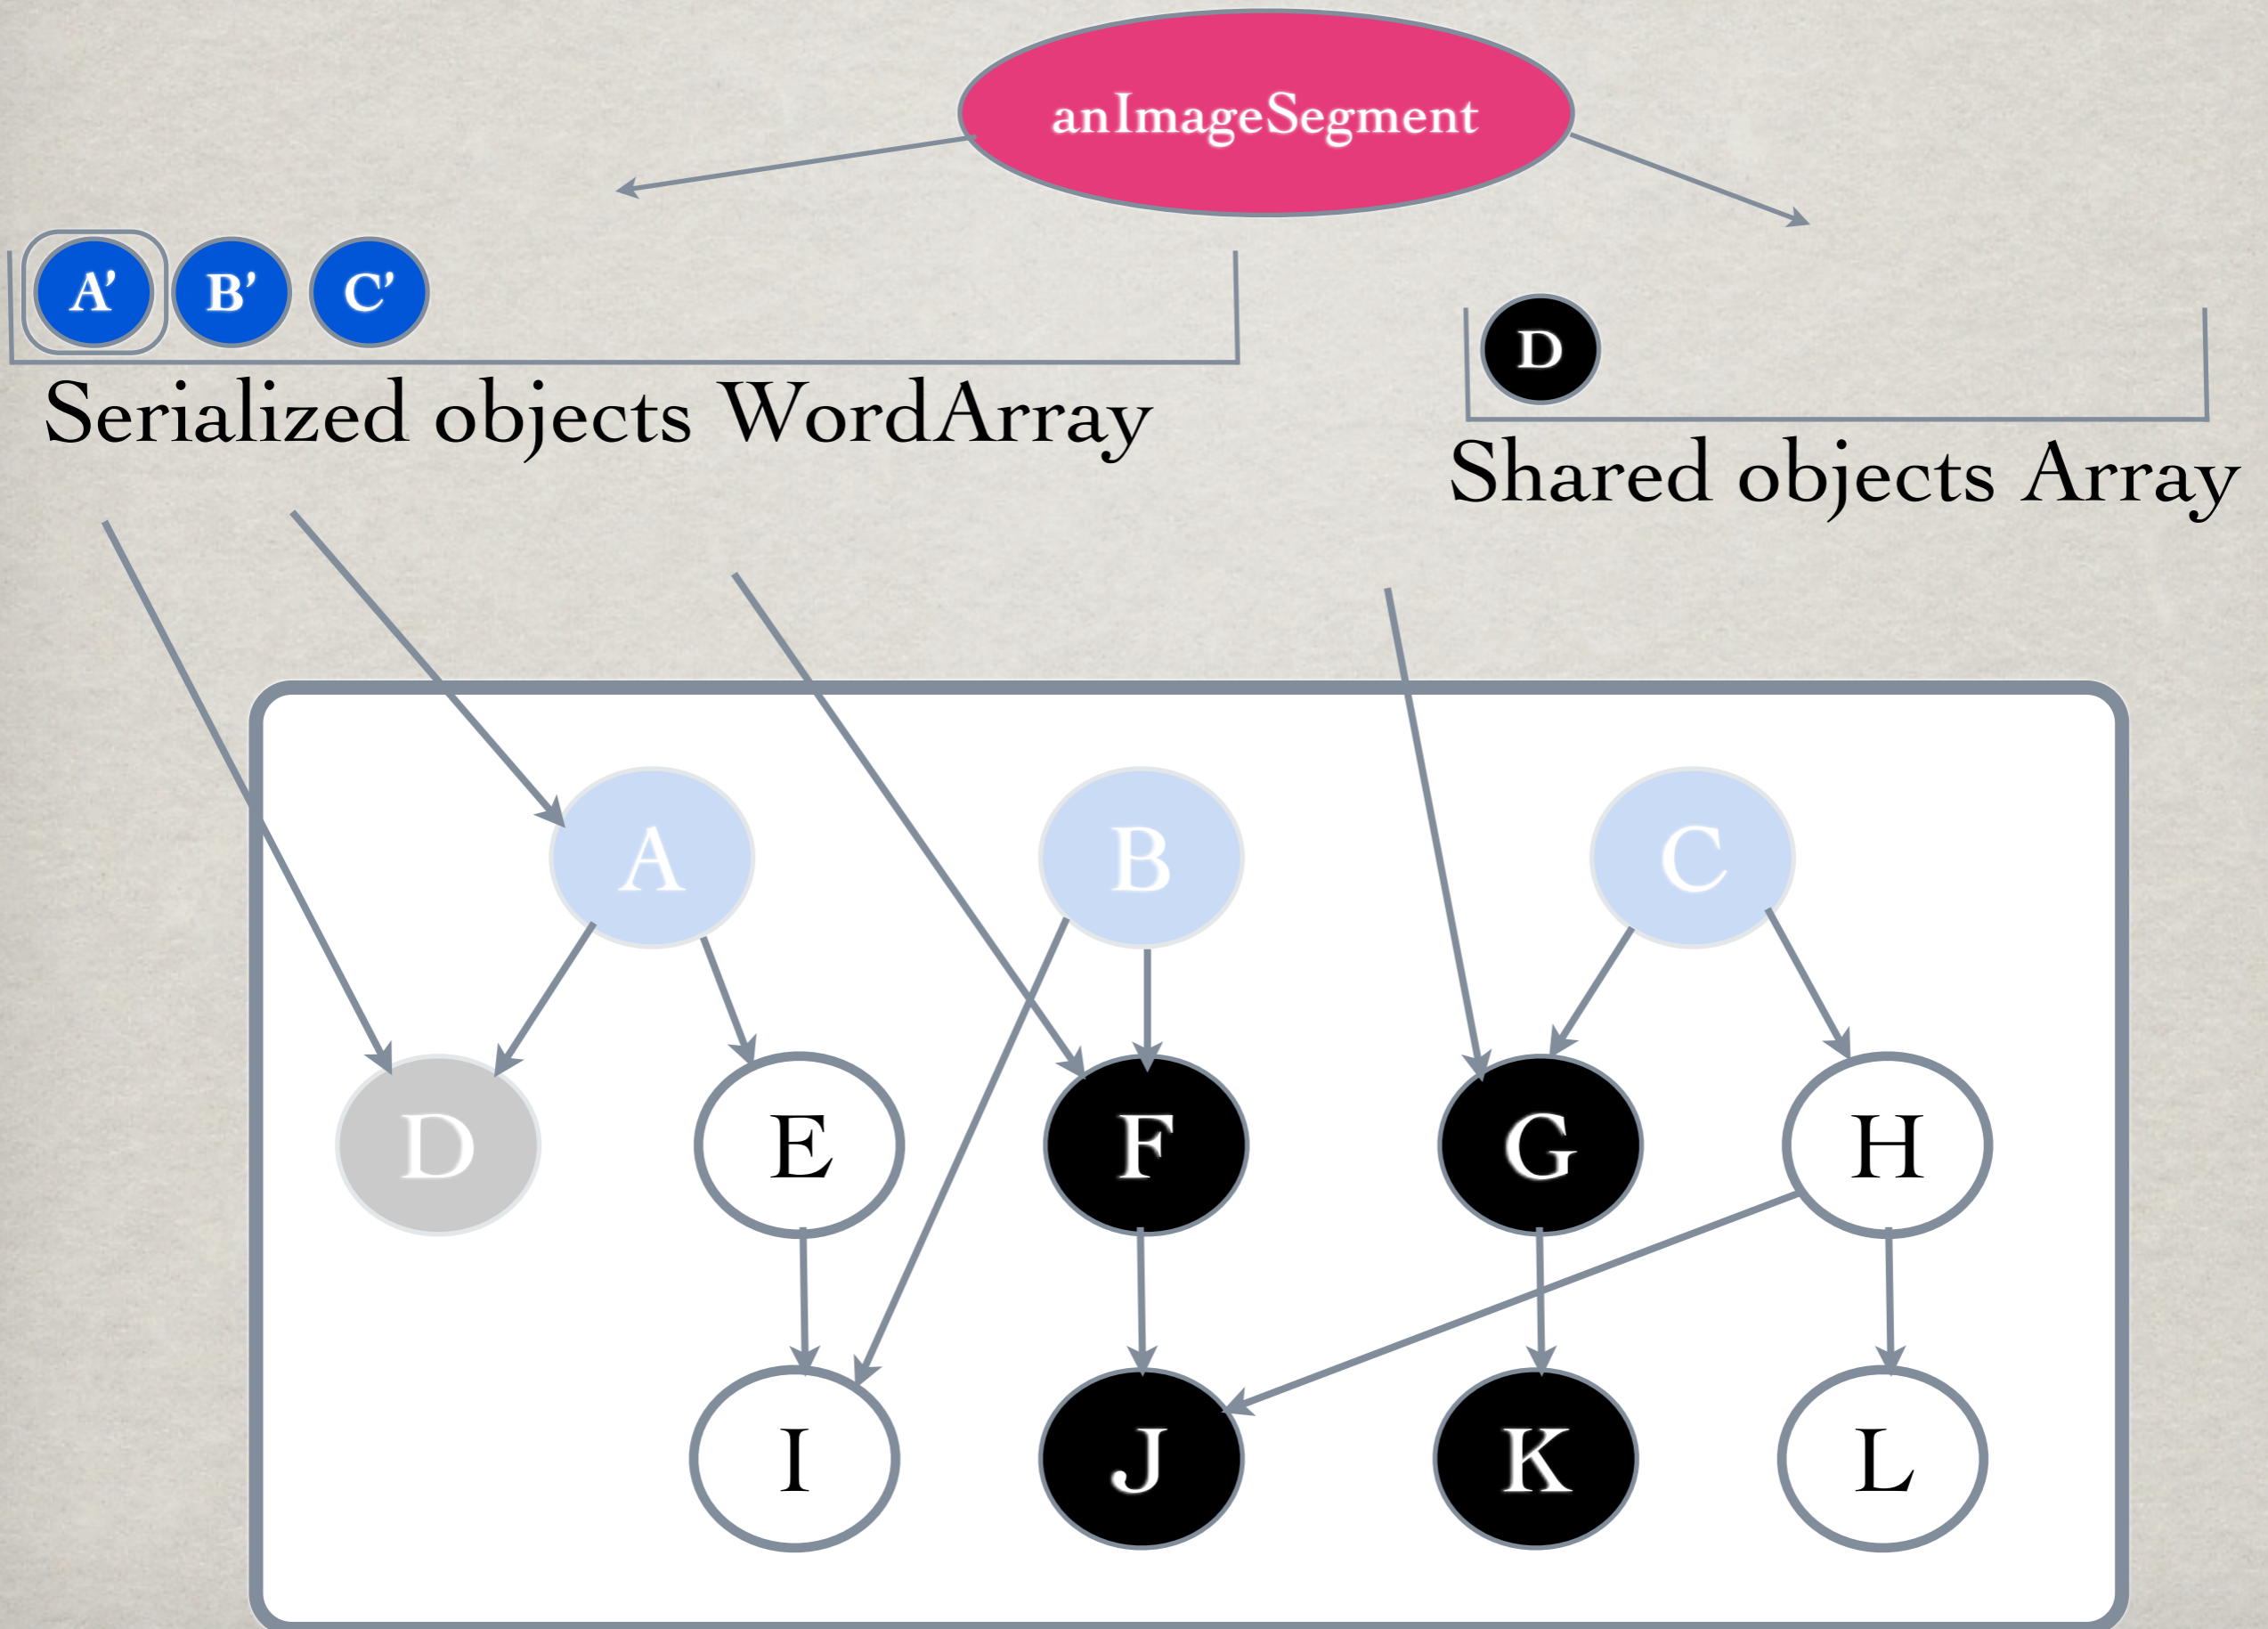 anImageSegment
A’ B’ C’
D
Serialized objects WordArray
Shared objects Array
A B C
D E F G H
I J K L